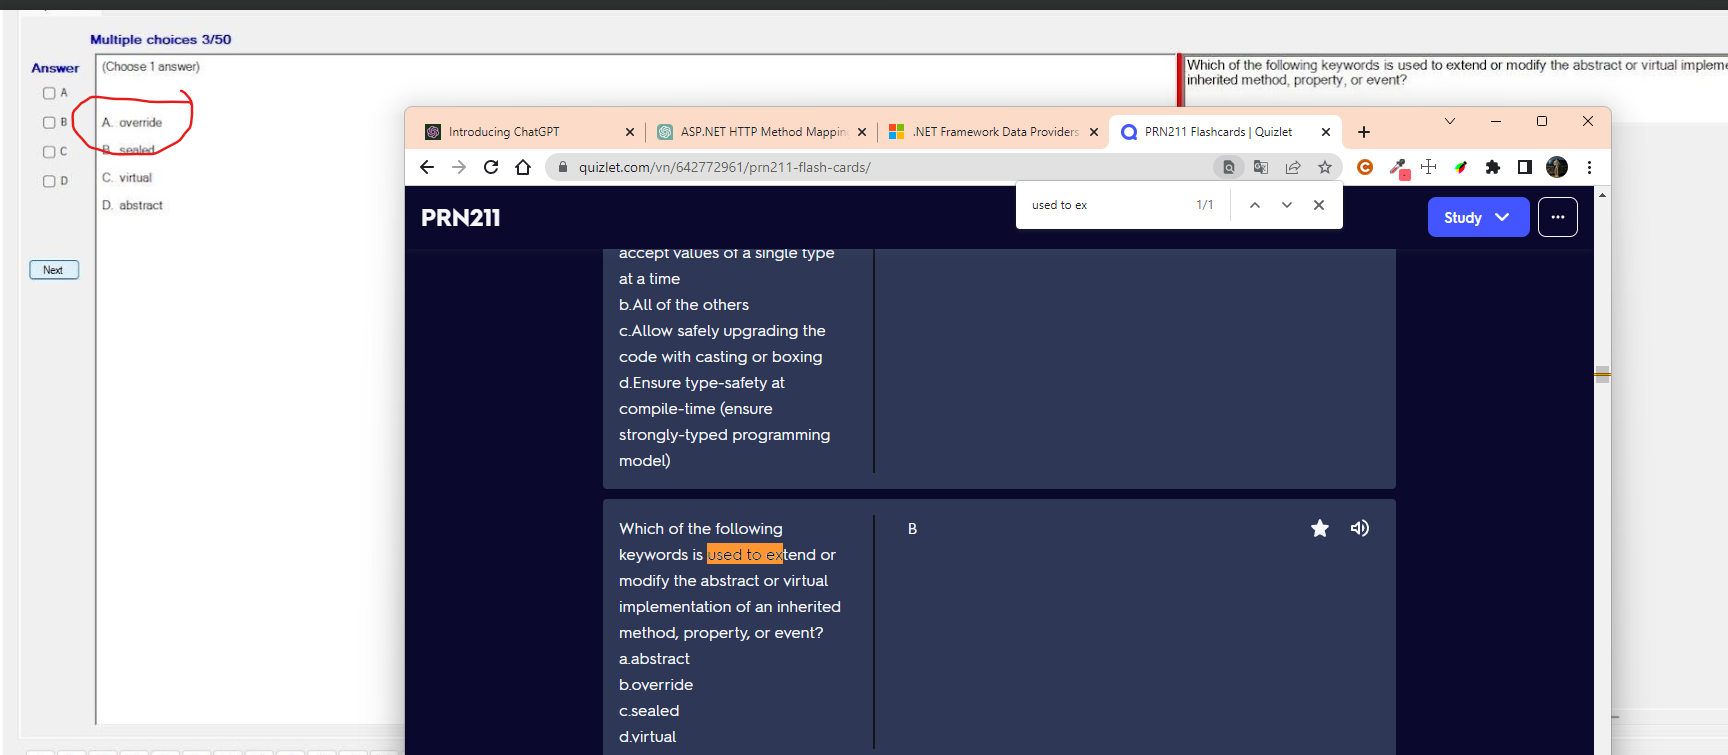 Multiple choices 3/50
Answer
(Choose 1 answer)
A
B
C
D
A. override
B. sealed
C. virtual
D. abstract
Next
Which of the following keywords is used to extend or modify the abstract or virtual
inherited method, property, or event?
Introducing ChatGPT
ASP.NET HTTP Method Mapping
.NET Framework Data Providers
PRN211 Flashcards | Quizlet
quizlet.com/vn/642772961/prn211-flash-cards/
used to ex
1/1
PRN211
Study
accept values of a single type
at a time
b.All of the others
c.Allow safely upgrading the
code with casting or boxing
d.Ensure type-safety at
compile-time (ensure
strongly-typed programming
model)
Which of the following
keywords is used to extend or
modify the abstract or virtual
implementation of an inherited
method, property, or event?
a.abstract
b.override
c.sealed
d.virtual
B